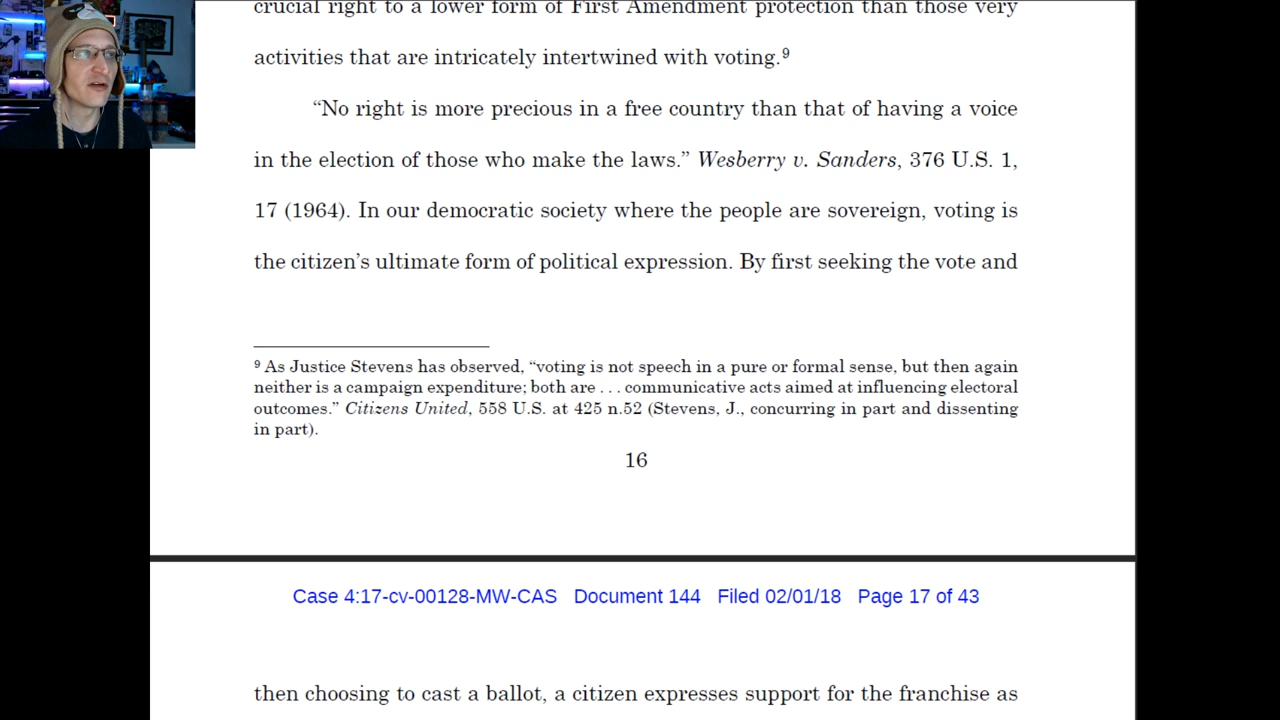 crucial right to a lower form of First Amendment protection than those very
activities that are intricately intertwined with voting.⁹
“No right is more precious in a free country than that of having a voice
in the election of those who make the laws.” Wesberry v. Sanders, 376 U.S. 1,
17 (1964). In our democratic society where the people are sovereign, voting is
the citizen’s ultimate form of political expression. By first seeking the vote and
⁹ As Justice Stevens has observed, “voting is not speech in a pure or formal sense, but then again
neither is a campaign expenditure; both are . . . communicative acts aimed at influencing electoral
outcomes.” Citizens United, 558 U.S. at 425 n.52 (Stevens, J., concurring in part and dissenting
in part).
16
Case 4:17-cv-00128-MW-CAS Document 144 Filed 02/01/18 Page 17 of 43
then choosing to cast a ballot, a citizen expresses support for the franchise as